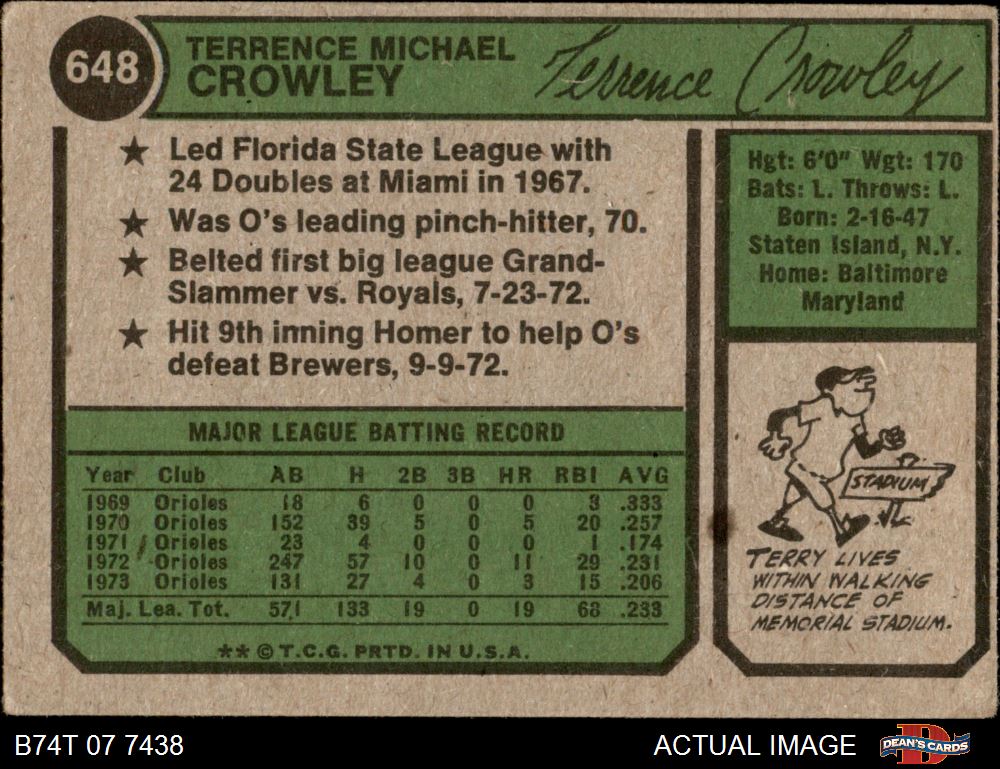 648
TERRENCE MICHAEL
CROWLEY
Terrence Crowley
★ Led Florida State League with
24 Doubles at Miami in 1967.
★ Was O's leading pinch-hitter, 70.
★ Belted first big league Grand-
Slammer vs. Royals, 7-23-72.
★ Hit 9th inning Homer to help O's
defeat Brewers, 9-9-72.
Hgt: 6'0" Wgt: 170
Bats: L. Throws: L.
Born: 2-16-47
Staten Island, N.Y.
Home: Baltimore
Maryland
MAJOR LEAGUE BATTING RECORD
Year Club AB H 2B 3B HR RBI AVG
1969 Orioles 18 6 0 0 0 3 .333
1970 Orioles 152 39 5 0 5 20 .257
1971 Orioles 23 4 0 0 0 1 .174
1972 Orioles 247 57 10 0 11 29 .231
1973 Orioles 131 27 4 0 3 15 .206
Maj. Lea. Tot. 571 133 19 0 19 68 .233
** © T.C.G. PRTD. IN U.S.A.
STADIUM
TERRY LIVES
WITHIN WALKING
DISTANCE OF
MEMORIAL STADIUM.
B74T 07 7438
ACTUAL IMAGE
DEAN'S CARDS